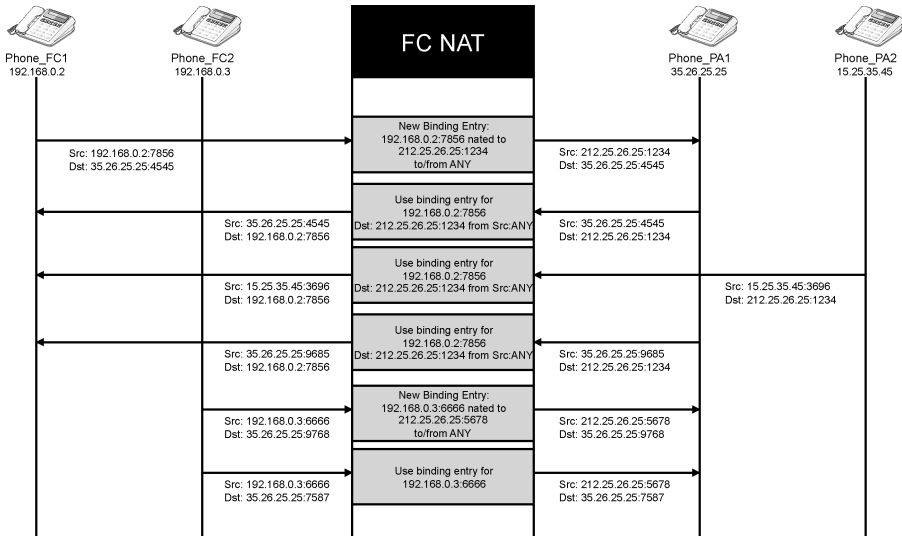 FC NAT
Phone_FC1
192.168.0.2
Phone_FC2
192.168.0.3
Phone_PA1
35.26.25.25
Phone_PA2
15.25.35.45
New Binding Entry:
192.168.0.2:7856 nated to
212.25.26.25:1234
to/from ANY
Src: 192.168.0.2:7856
Dst: 35.26.25.25:4545
Src: 212.25.26.25:1234
Dst: 35.26.25.25:4545
Use binding entry for
192.168.0.2:7856
Dst: 212.25.26.25:1234 from Src:ANY
Src: 35.26.25.25:4545
Dst: 192.168.0.2:7856
Src: 35.26.25.25:4545
Dst: 212.25.26.25:1234
Use binding entry for
192.168.0.2:7856
Dst: 212.25.26.25:1234 from Src:ANY
Src: 15.25.35.45:3696
Dst: 192.168.0.2:7856
Src: 15.25.35.45:3696
Dst: 212.25.26.25:1234
Use binding entry for
192.168.0.2:7856
Dst: 212.25.26.25:1234 from Src:ANY
Src: 35.26.25.25:9685
Dst: 192.168.0.2:7856
Src: 35.26.25.25:9685
Dst: 212.25.26.25:1234
New Binding Entry:
192.168.0.3:6666 nated to
212.25.26.25:5678
to/from ANY
Src: 192.168.0.3:6666
Dst: 35.26.25.25:9768
Src: 212.25.26.25:5678
Dst: 35.26.25.25:9768
Use binding entry for
192.168.0.3:6666
Src: 192.168.0.3:6666
Dst: 35.26.25.25:7587
Src: 212.25.26.25:5678
Dst: 35.26.25.25:7587